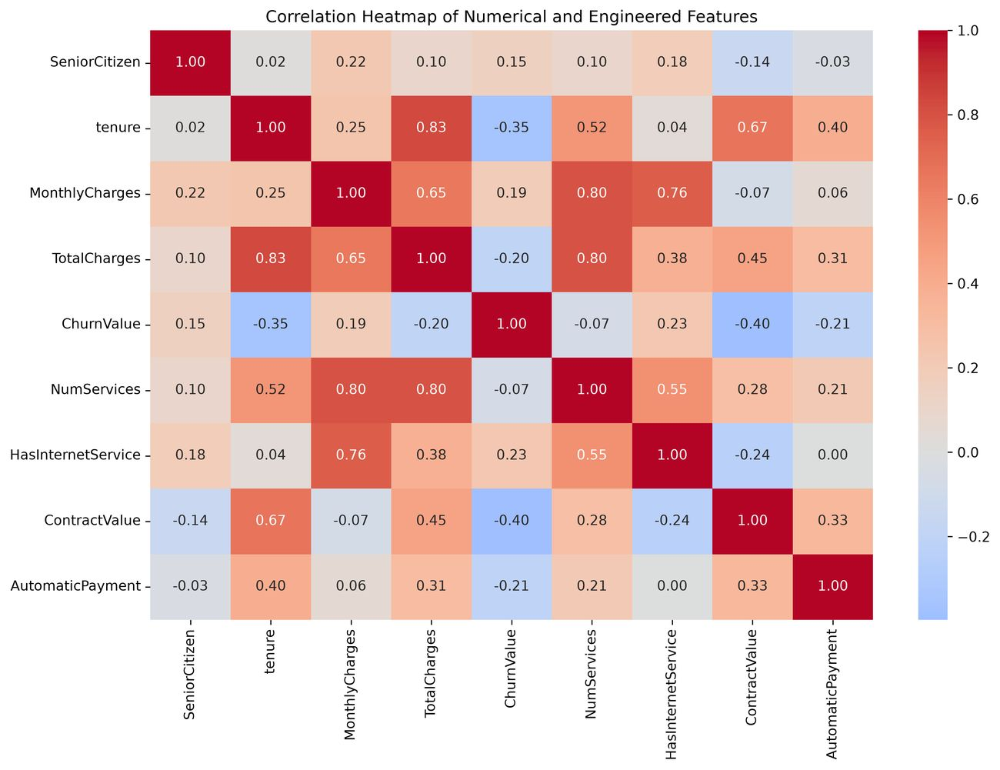 Correlation Heatmap of Numerical and Engineered Features
SeniorCitizen 1.00 0.02 0.22 0.10 0.15 0.10 0.18 -0.14 -0.03
tenure 0.02 1.00 0.25 0.83 -0.35 0.52 0.04 0.67 0.40
MonthlyCharges 0.22 0.25 1.00 0.65 0.19 0.80 0.76 -0.07 0.06
TotalCharges 0.10 0.83 0.65 1.00 -0.20 0.80 0.38 0.45 0.31
ChurnValue 0.15 -0.35 0.19 -0.20 1.00 -0.07 0.23 -0.40 -0.21
NumServices 0.10 0.52 0.80 0.80 -0.07 1.00 0.55 0.28 0.21
HasInternetService 0.18 0.04 0.76 0.38 0.23 0.55 1.00 -0.24 0.00
ContractValue -0.14 0.67 -0.07 0.45 -0.40 0.28 -0.24 1.00 0.33
AutomaticPayment -0.03 0.40 0.06 0.31 -0.21 0.21 0.00 0.33 1.00
SeniorCitizen
tenure
MonthlyCharges
TotalCharges
ChurnValue
NumServices
HasInternetService
ContractValue
AutomaticPayment
1.0
0.8
0.6
0.4
0.2
0.0
−0.2